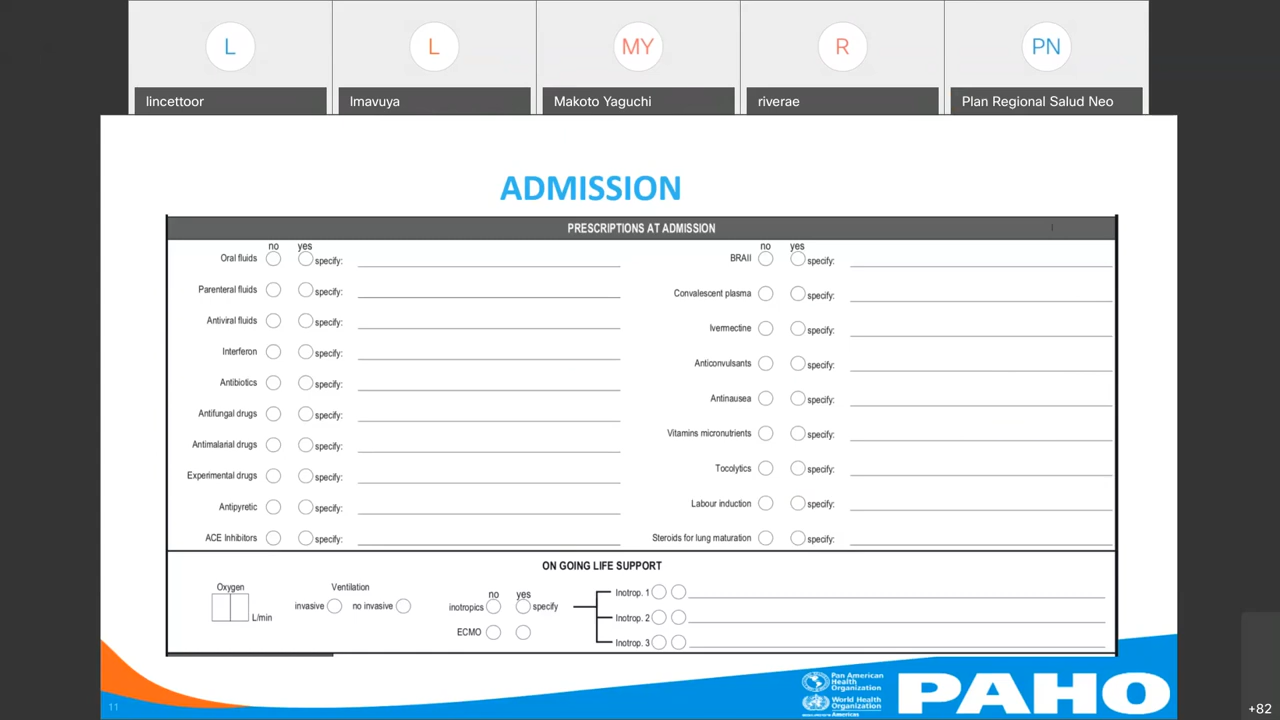 L
L
MY
R
PN
lincettoor
lmavuya
Makoto Yaguchi
riverae
Plan Regional Salud Neo
ADMISSION
PRESCRIPTIONS AT ADMISSION
no yes
Oral fluids specify:
Parenteral fluids specify:
Antiviral fluids specify:
Interferon specify:
Antibiotics specify:
Antifungal drugs specify:
Antimalarial drugs specify:
Experimental drugs specify:
Antipyretic specify:
ACE Inhibitors specify:
no yes
BRAII specify:
Convalescent plasma specify:
Ivermectine specify:
Anticonvulsants specify:
Antinausea specify:
Vitamins micronutrients specify:
Tocolytics specify:
Labour induction specify:
Steroids for lung maturation specify:
ON GOING LIFE SUPPORT
Oxygen
L/min
Ventilation
invasive no invasive
no yes
inotropics specify
ECMO
Inotrop. 1
Inotrop. 2
Inotrop. 3
11
Pan American
Health
Organization
World Health
Organization
Americas
PAHO
+82